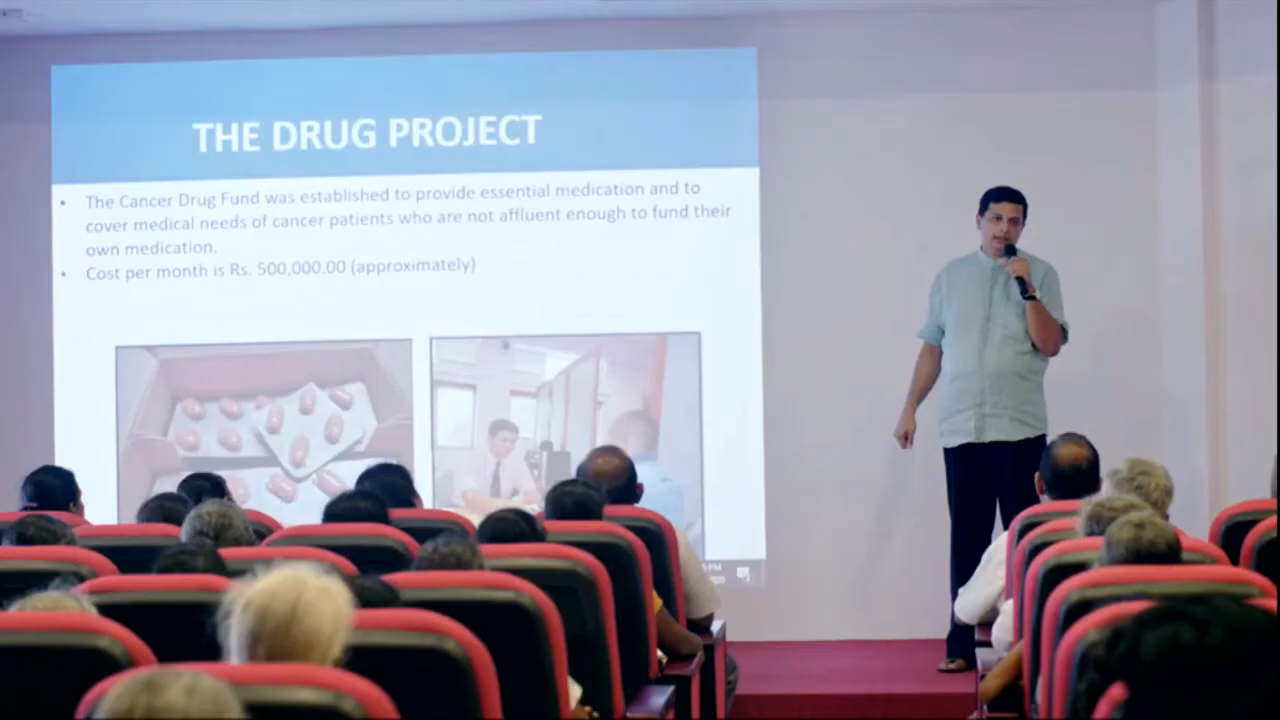 THE DRUG PROJECT
• The Cancer Drug Fund was established to provide essential medication and to
cover medical needs of cancer patients who are not affluent enough to fund their
own medication.
• Cost per month is Rs. 500,000.00 (approximately)
PM